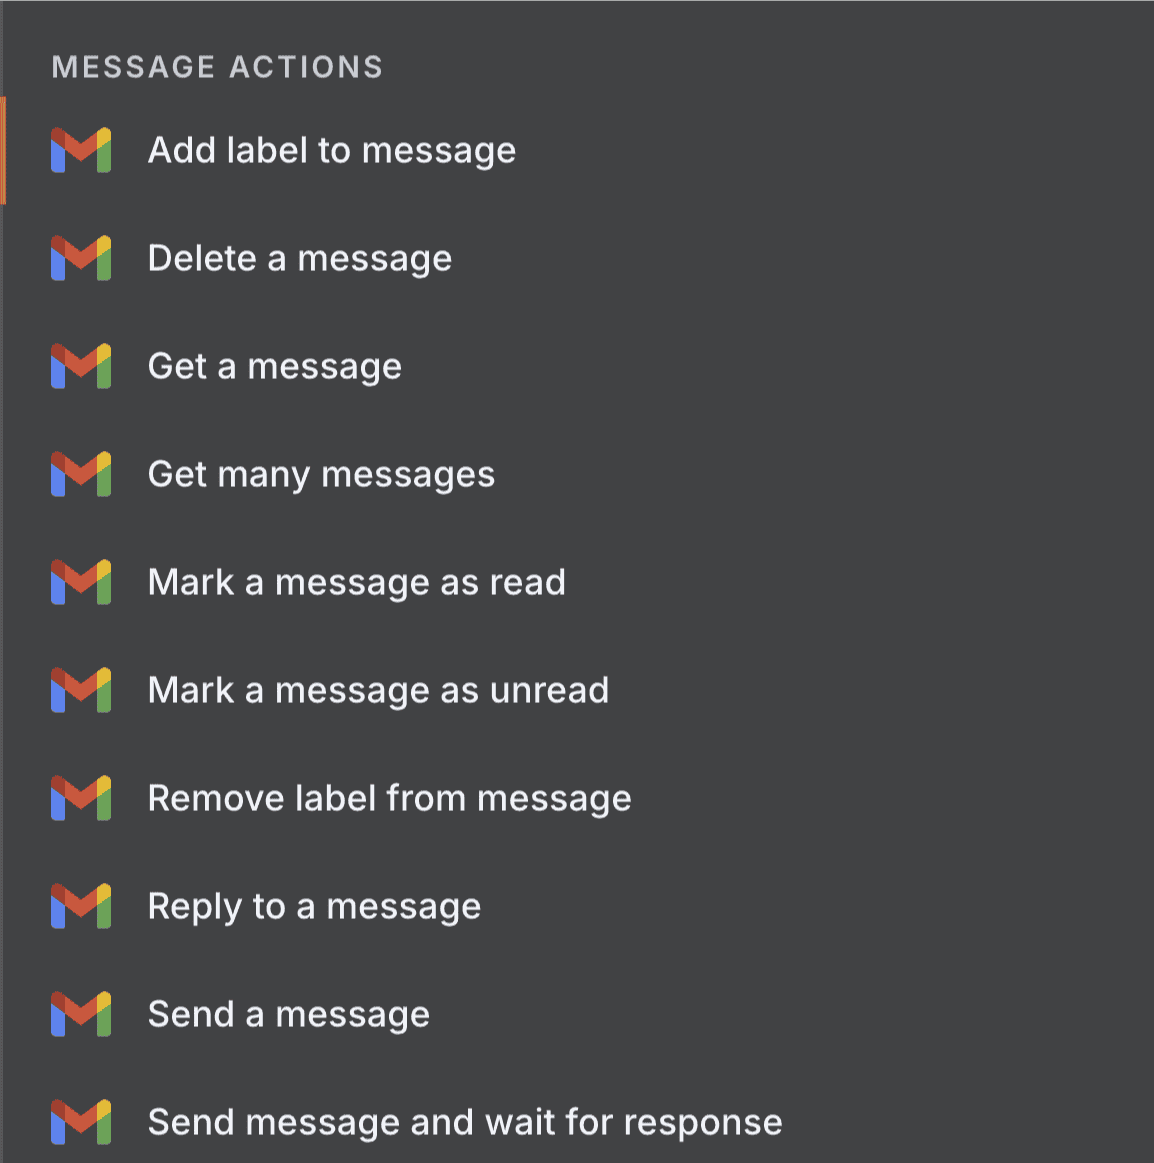 MESSAGE ACTIONS
Add label to message
Delete a message
Get a message
Get many messages
Mark a message as read
Mark a message as unread
Remove label from message
Reply to a message
Send a message
Send message and wait for response